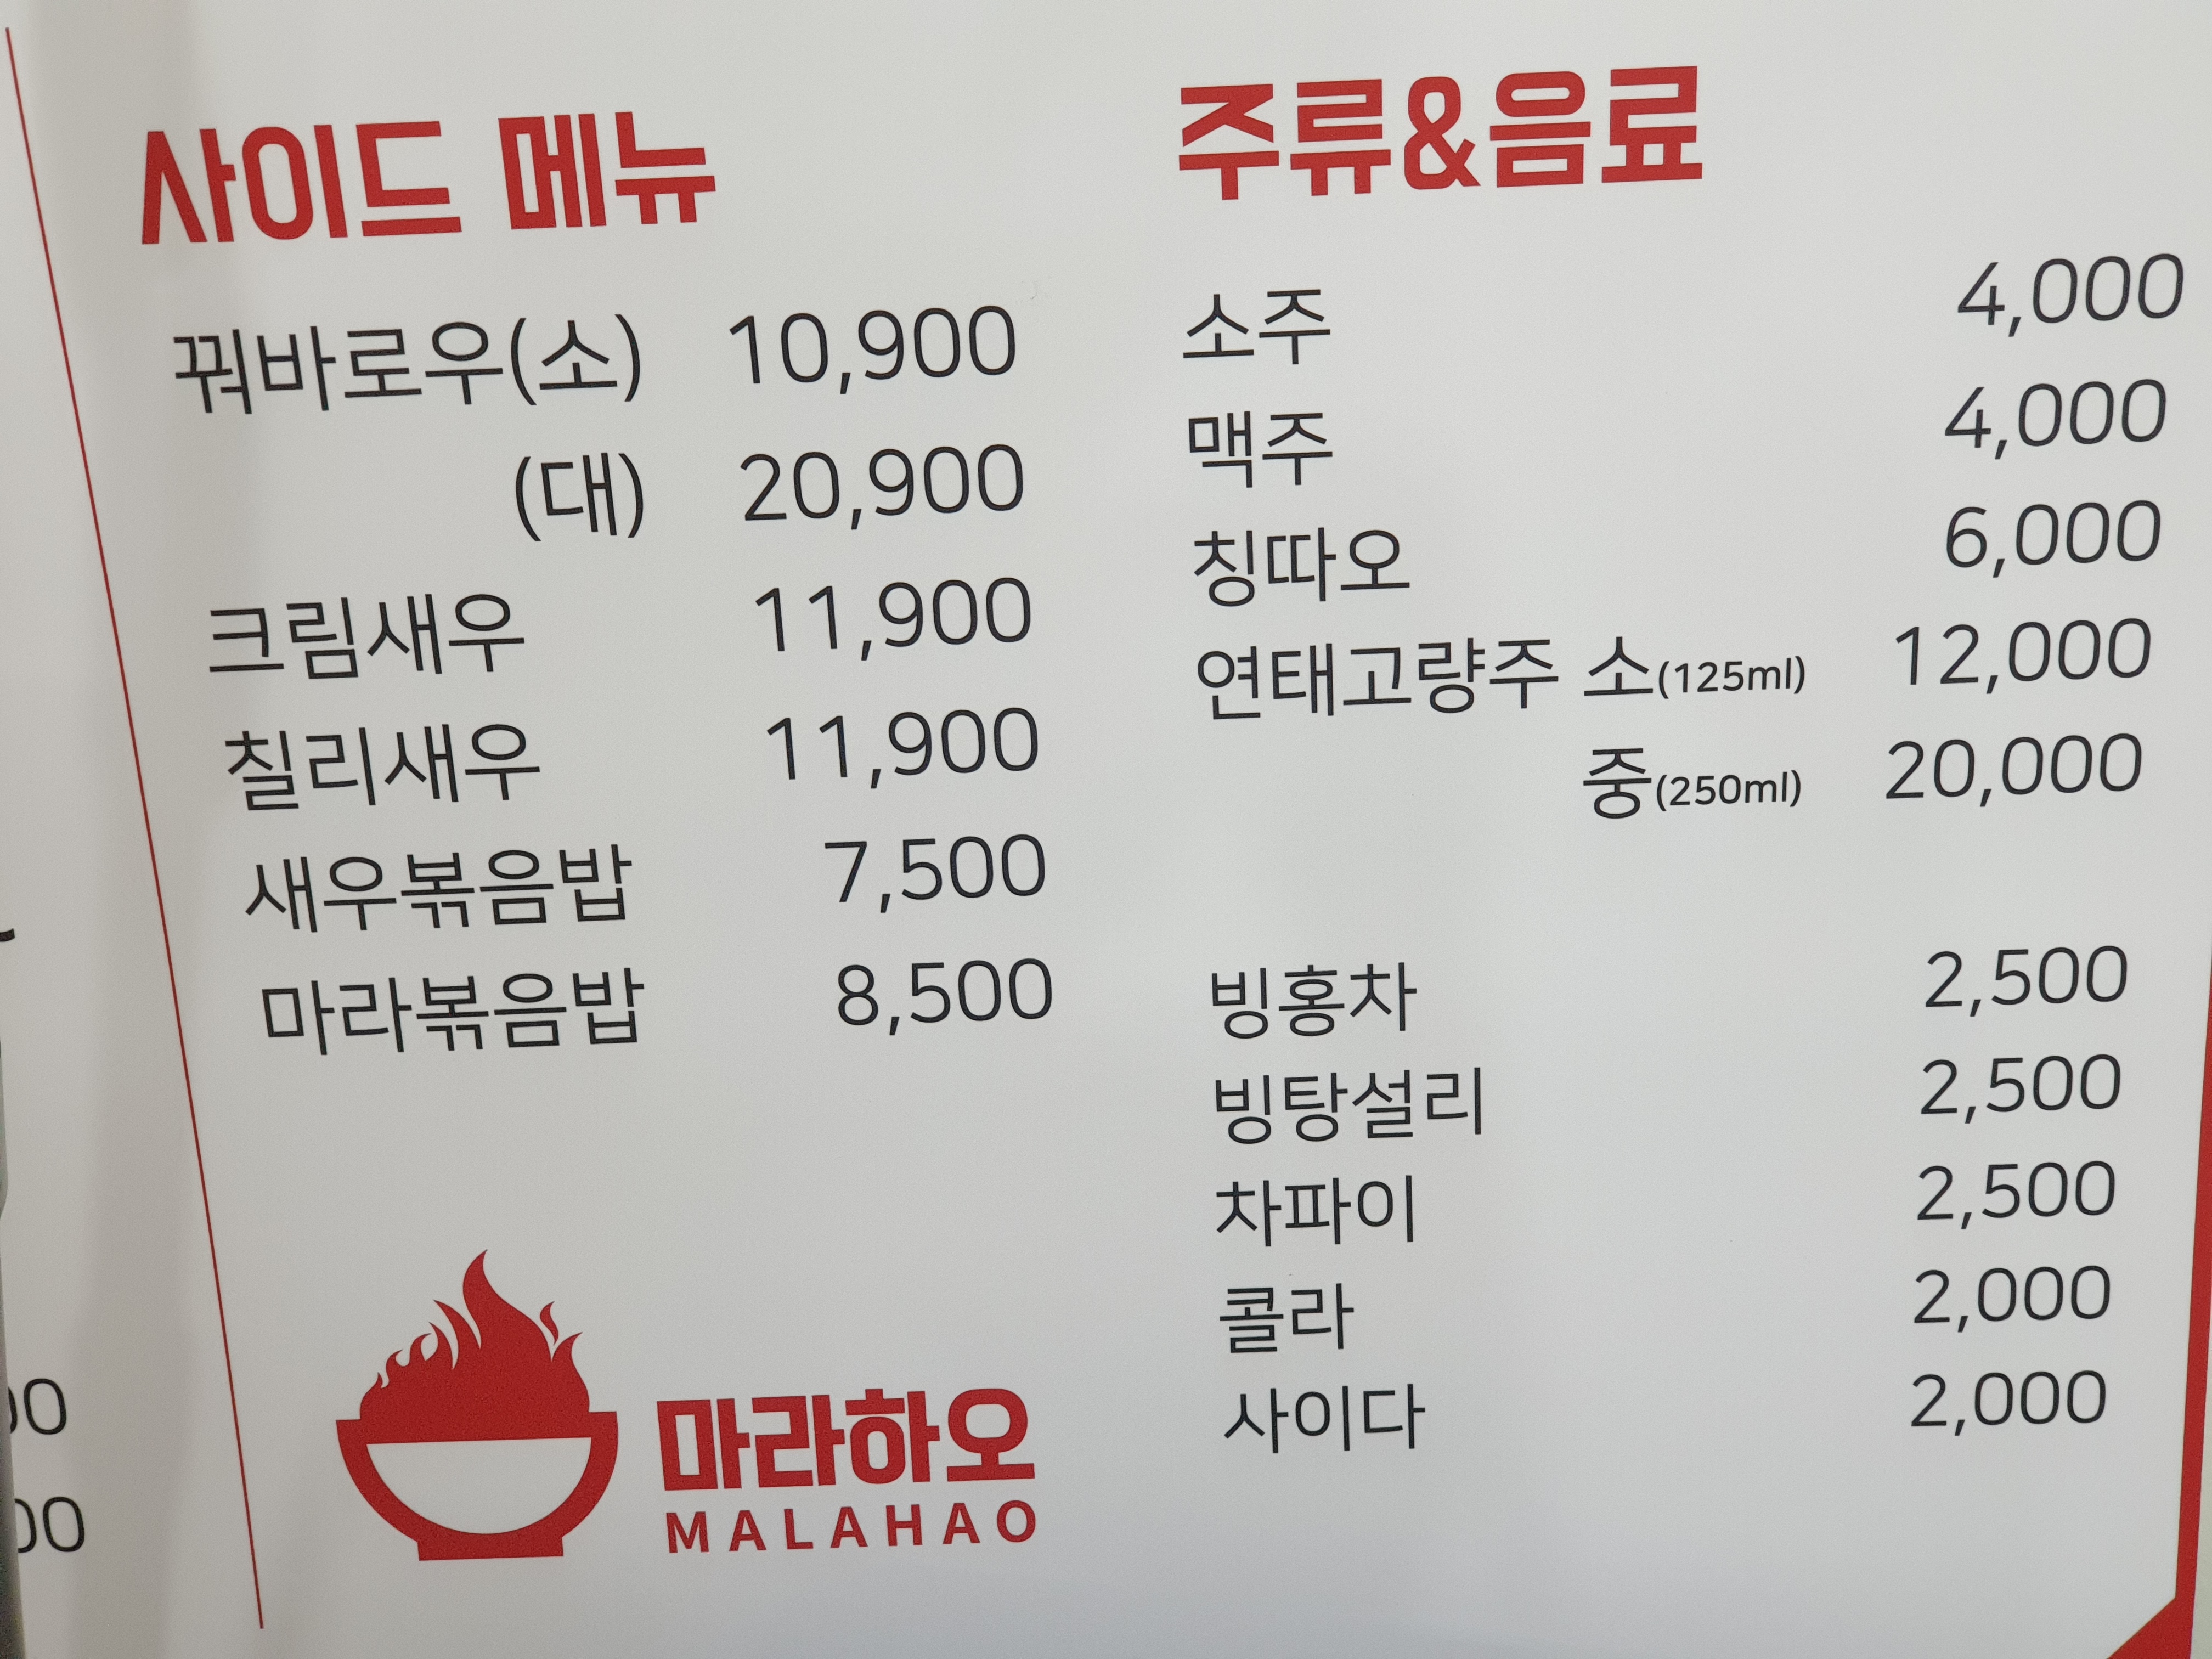 사이드 메뉴
꿔바로우(소) 10,900
(대) 20,900
크림새우 11,900
칠리새우 11,900
새우볶음밥 7,500
마라볶음밥 8,500
마라하오
MALAHAO
주류&음료
소주 4,000
맥주 4,000
칭따오 6,000
연태고량주 소(125ml) 12,000
중(250ml) 20,000
빙홍차 2,500
빙탕설리 2,500
차파이 2,500
콜라 2,000
사이다 2,000